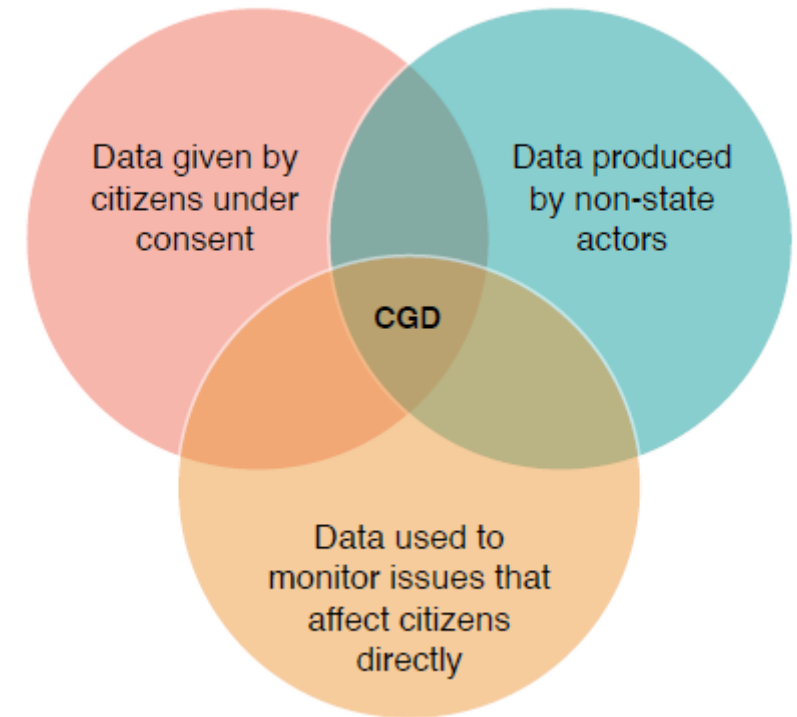 Data given by
citizens under
consent
Data produced
by non-state
actors
CGD
Data used to
monitor issues that
affect citizens
directly